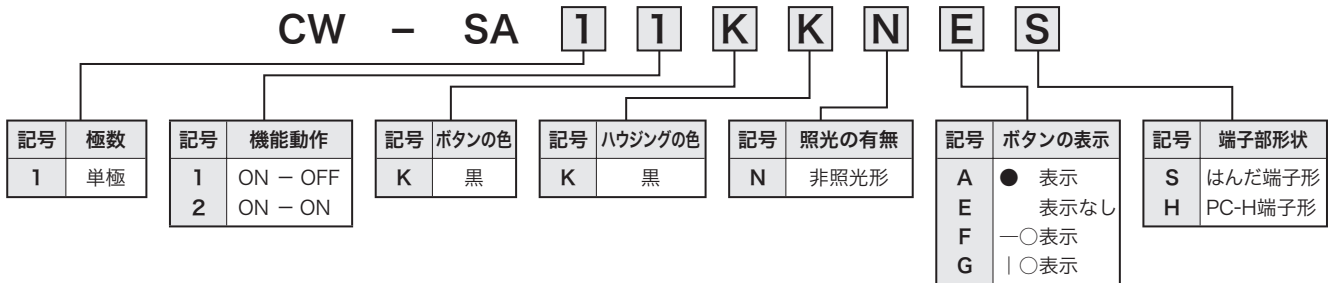 CW – SA 1 1 K K N E S
記号 極数
1 単極
記号 機能動作
1 ON − OFF
2 ON − ON
記号 ボタンの色
K 黒
記号 ハウジングの色
K 黒
記号 照光の有無
N 非照光形
記号 ボタンの表示
A ● 表示
E 表示なし
F —○表示
G |○表示
記号 端子部形状
S はんだ端子形
H PC-H端子形